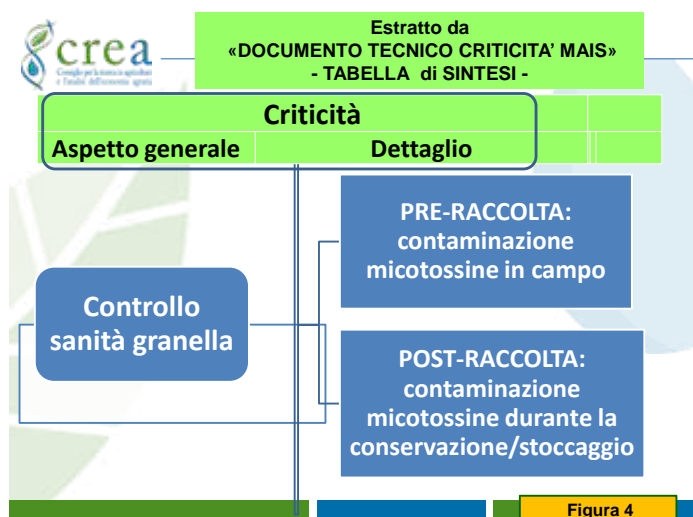 crea
Consiglio per la ricerca in agricoltura
e l'analisi dell'economia agraria
Estratto da
«DOCUMENTO TECNICO CRITICITA' MAIS»
- TABELLA di SINTESI -
Criticità
Aspetto generale Dettaglio
Controllo
sanità granella
PRE-RACCOLTA:
contaminazione
micotossine in campo
POST-RACCOLTA:
contaminazione
micotossine durante la
conservazione/stoccaggio
Figura 4